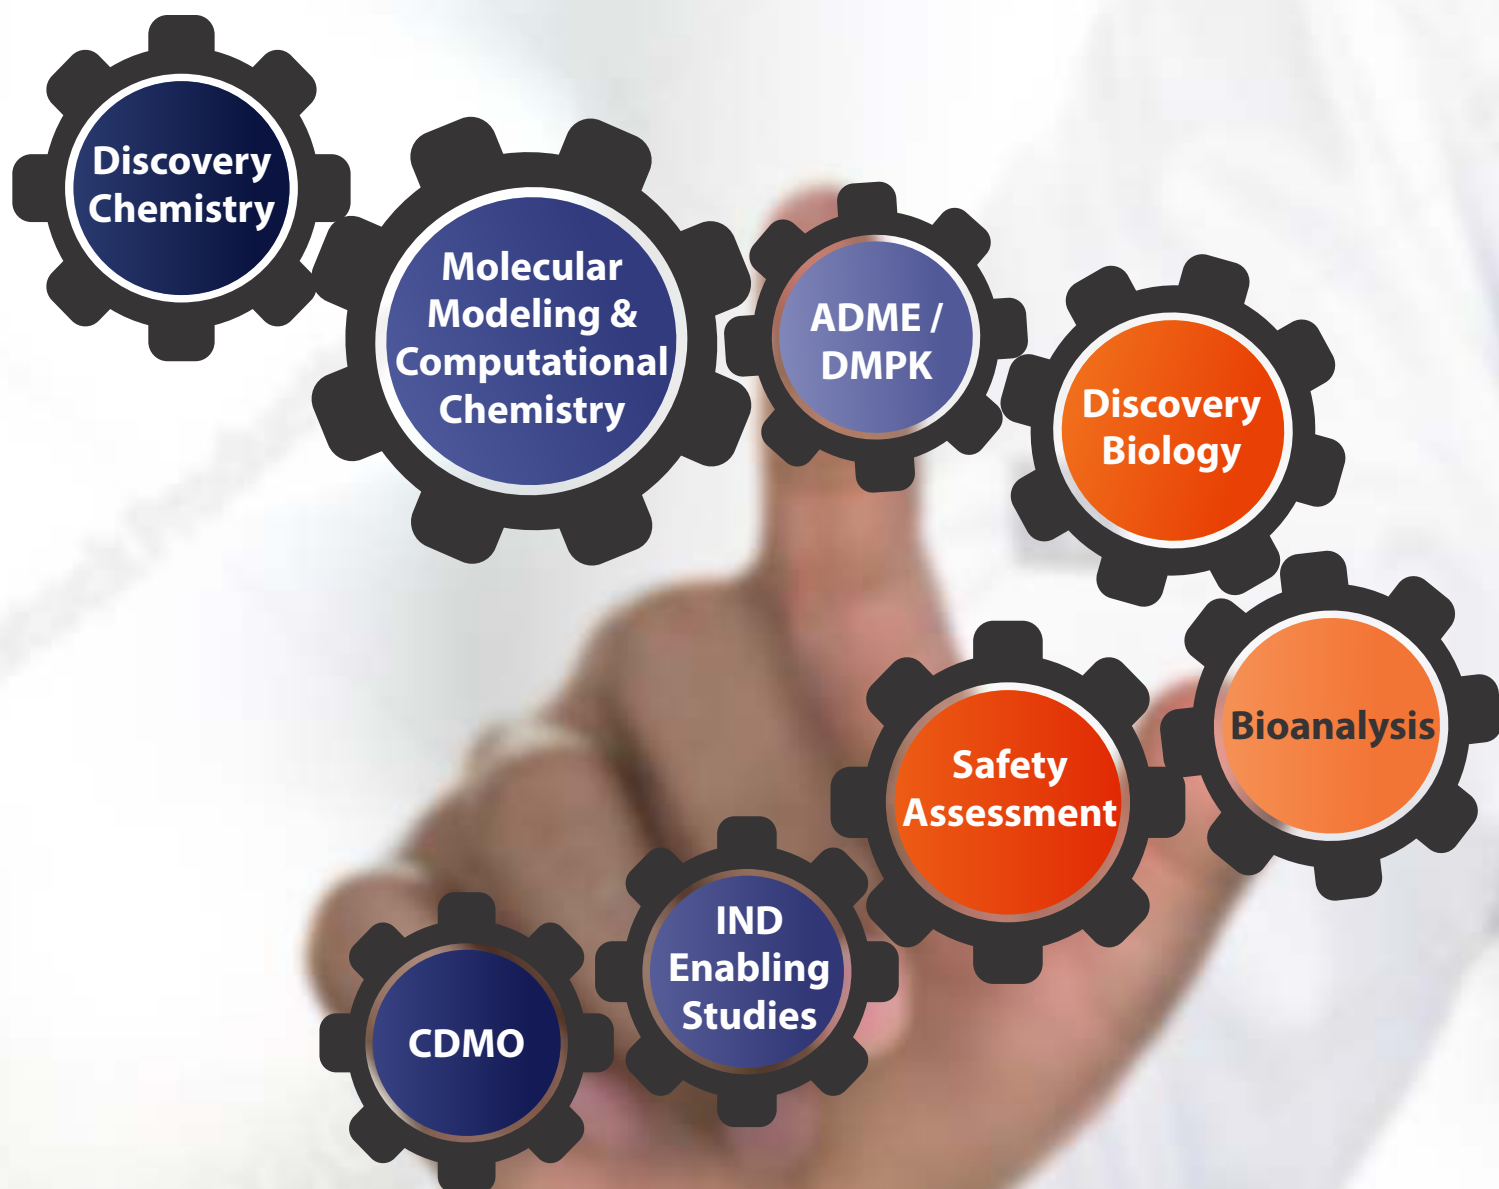 Discovery
Chemistry
Molecular
Modeling &
Computational
Chemistry
ADME /
DMPK
Discovery
Biology
Bioanalysis
Safety
Assessment
IND
Enabling
Studies
CDMO